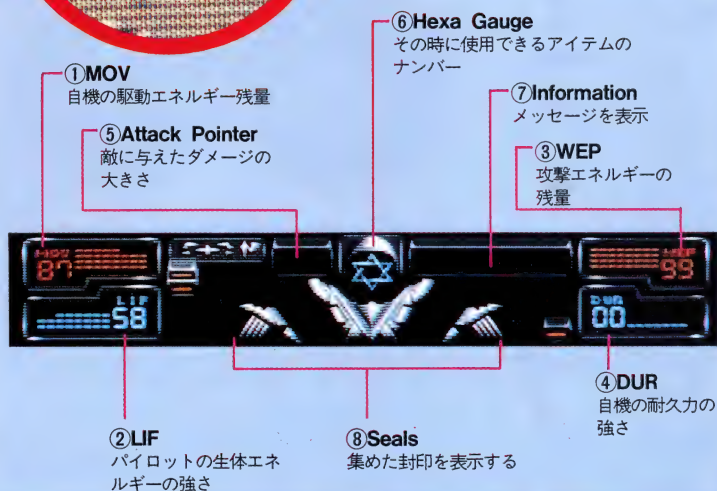 ①MOV
自機の駆動エネルギー残量
⑤Attack Pointer
敵に与えたダメージの
大きさ
⑥Hexa Gauge
その時に使用できるアイテムの
ナンバー
⑦Information
メッセージを表示
③WEP
攻撃エネルギーの
残量
MOV
87
LIF
58
WEP
99
DUR
00
②LIF
パイロットの生体エネ
ルギーの強さ
⑧Seals
集めた封印を表示する
④DUR
自機の耐久力の
強さ